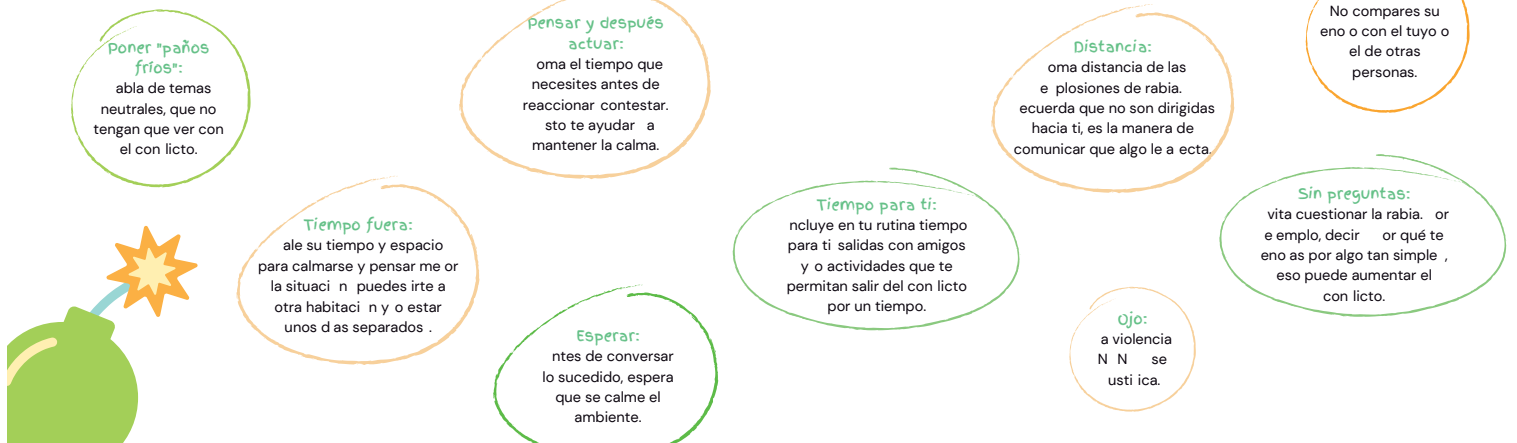 Poner "paños
fríos":
abla de temas
neutrales, que no
tengan que ver con
el con licto.
Pensar y después
actuar:
oma el tiempo que
necesites antes de
reaccionar contestar.
sto te ayudar a
mantener la calma.
Distancia:
oma distancia de las
e plosiones de rabia.
ecuerda que no son dirigidas
hacia ti, es la manera de
comunicar que algo le a ecta.
No compares su
eno o con el tuyo o
el de otras
personas.
Tiempo fuera:
ale su tiempo y espacio
para calmarse y pensar me or
la situaci n puedes irte a
otra habitaci n y o estar
unos d as separados .
Esperar:
ntes de conversar
lo sucedido, espera
que se calme el
ambiente.
Tiempo para ti:
ncluye en tu rutina tiempo
para ti salidas con amigos
y o actividades que te
permitan salir del con licto
por un tiempo.
Ojo:
a violencia
N N se
usti ica.
Sin preguntas:
vita cuestionar la rabia. or
e emplo, decir or qué te
eno as por algo tan simple ,
eso puede aumentar el
con licto.